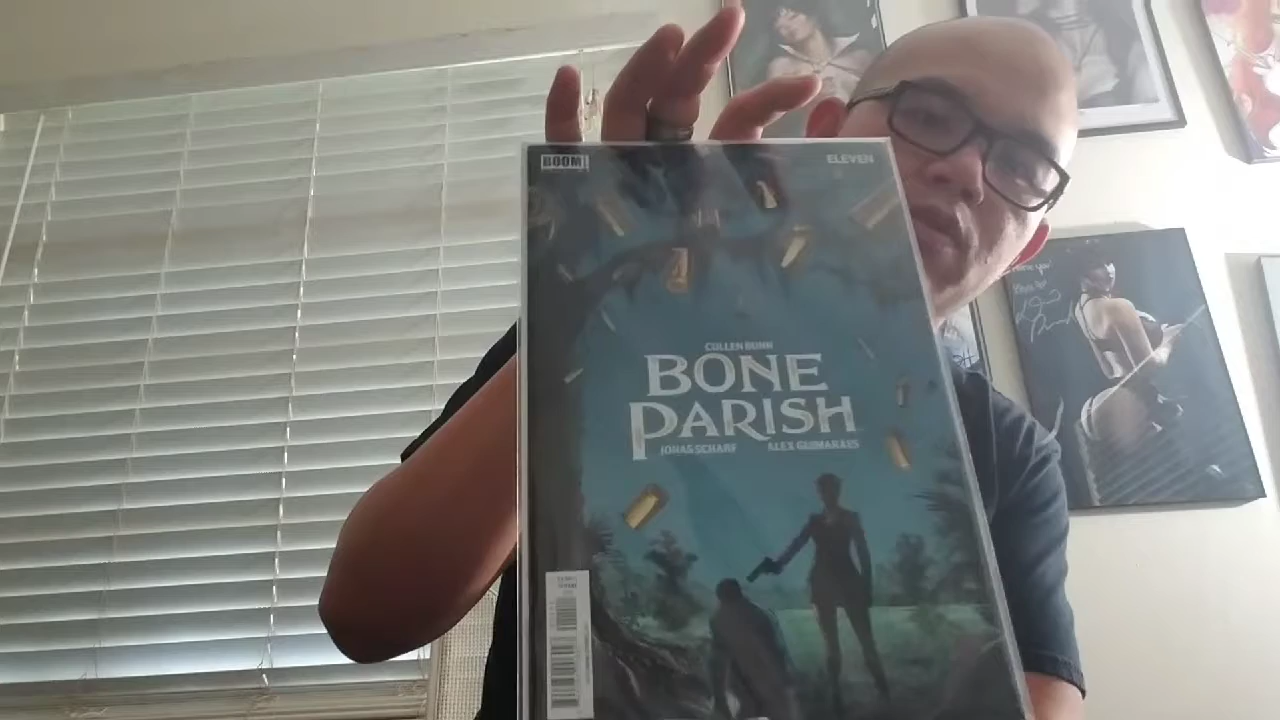 BOOM!
ELEVEN
CULLEN BUNN
BONE
PARISH
JONAS SCHARF ALEX GUIMARAES